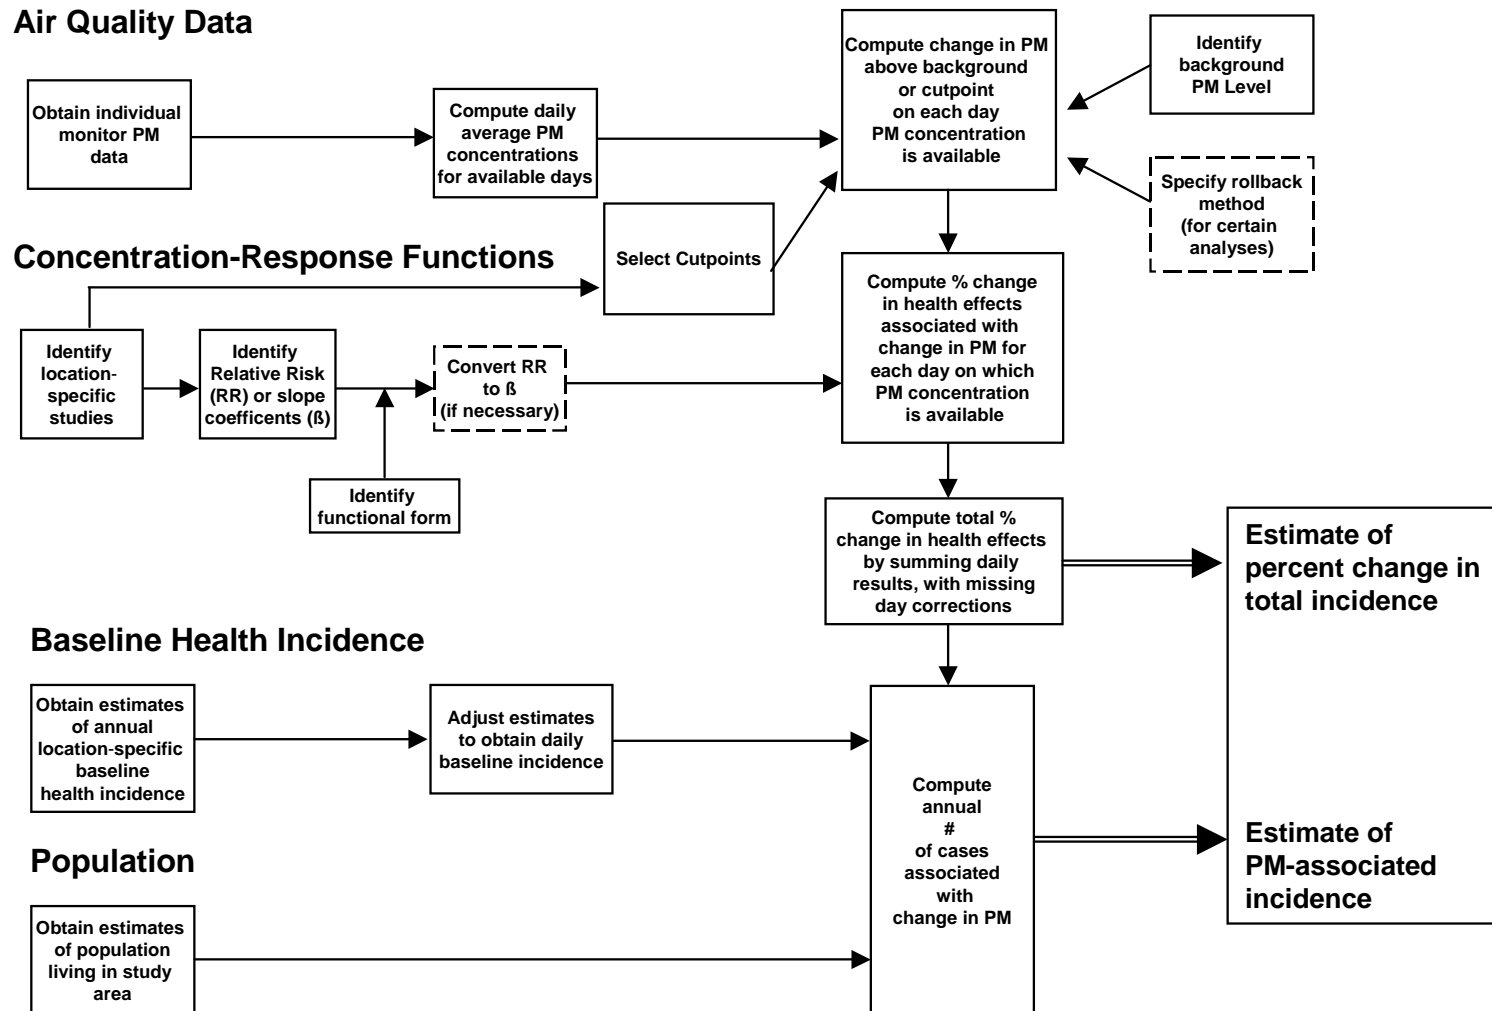 Air Quality Data
Obtain individual
monitor PM
data
Compute daily
average PM
concentrations
for available days
Compute change in PM
above background
or cutpoint
on each day
PM concentration
is available
Identify
background
PM Level
Specify rollback
method
(for certain
analyses)
Select Cutpoints
Concentration-Response Functions
Identify
location-
specific
studies
Identify
Relative Risk
(RR) or slope
coefficents (ß)
Convert RR
to ß
(if necessary)
Identify
functional form
Compute % change
in health effects
associated with
change in PM for
each day on which
PM concentration
is available
Compute total %
change in health effects
by summing daily
results, with missing
day corrections
Estimate of
percent change in
total incidence
Baseline Health Incidence
Obtain estimates
of annual
location-specific
baseline
health incidence
Adjust estimates
to obtain daily
baseline incidence
Compute
annual
#
of cases
associated
with
change in PM
Estimate of
PM-associated
incidence
Population
Obtain estimates
of population
living in study
area